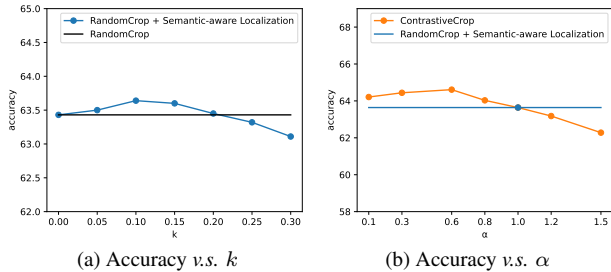 65.0
64.5
64.0
63.5
63.0
62.5
62.0
accuracy
RandomCrop + Semantic-aware Localization
RandomCrop
0.00 0.05 0.10 0.15 0.20 0.25 0.30
k
(a) Accuracy v.s. k
68
66
64
62
60
58
accuracy
ContrastiveCrop
RandomCrop + Semantic-aware Localization
0.1 0.3 0.6 0.8 1.0 1.2 1.5
α
(b) Accuracy v.s. α